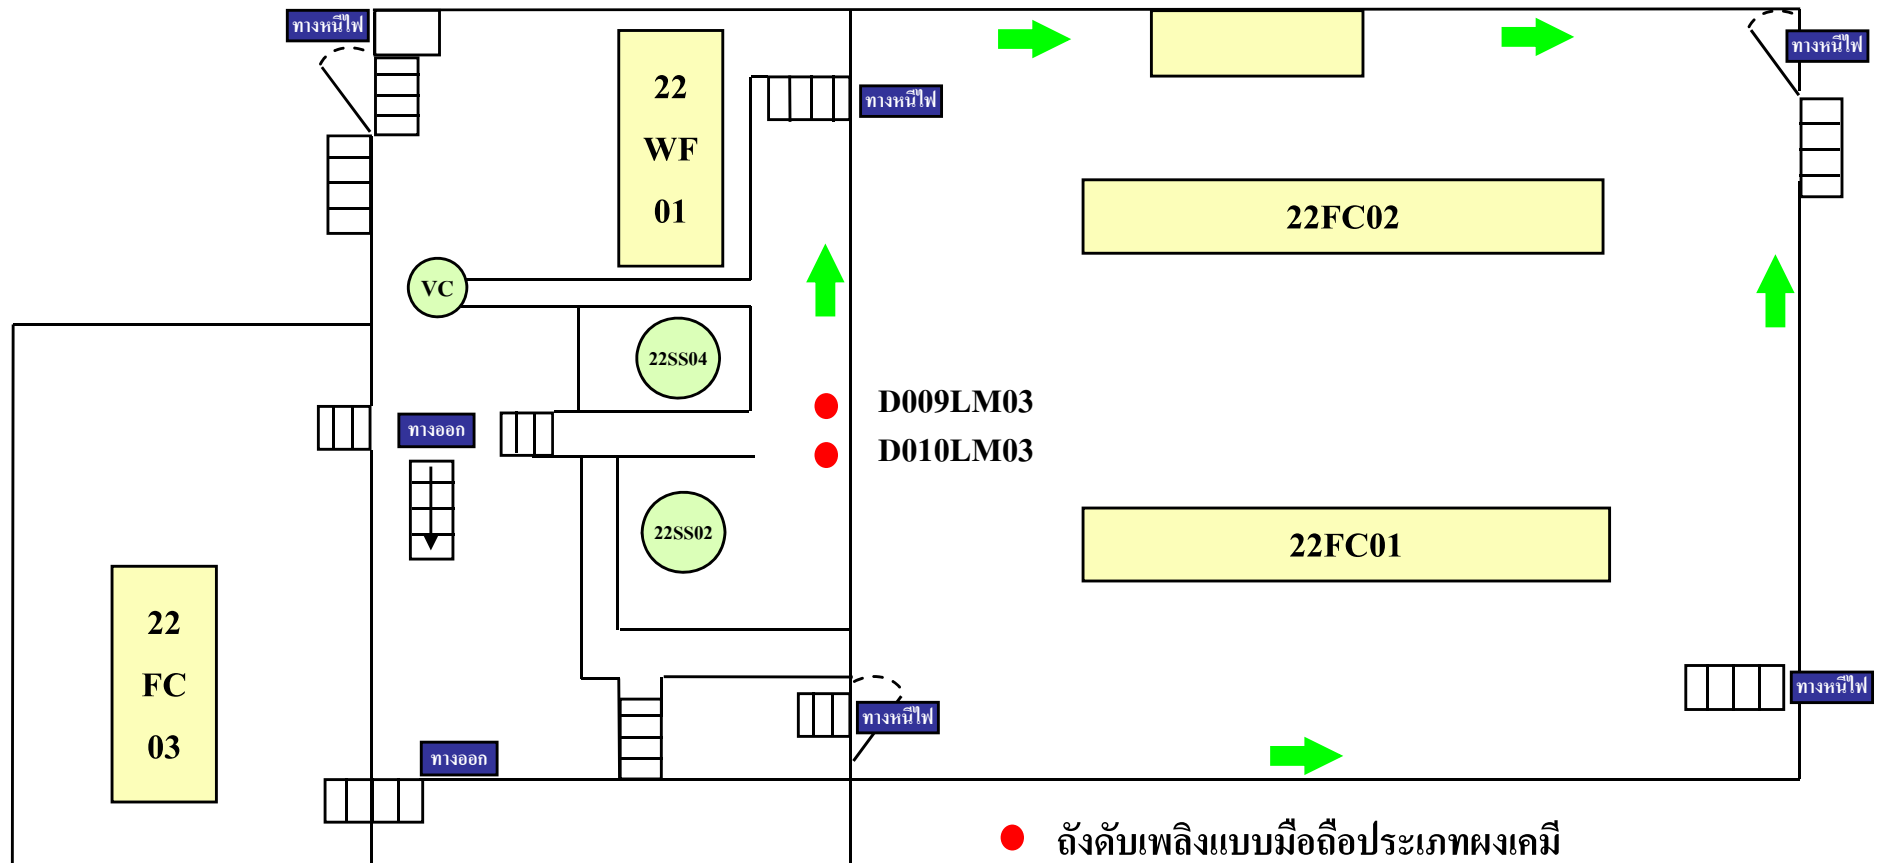 ทางหนีไฟ
22
WF
01
ทางหนีไฟ
ทางหนีไฟ
22FC02
VC
22SS04
D009LM03
ทางออก
D010LM03
22SS02
22FC01
22
FC
03
ทางหนีไฟ
ทางหนีไฟ
ทางออก
ถังดับเพลิงแบบมือถือประเภทผงเคมี